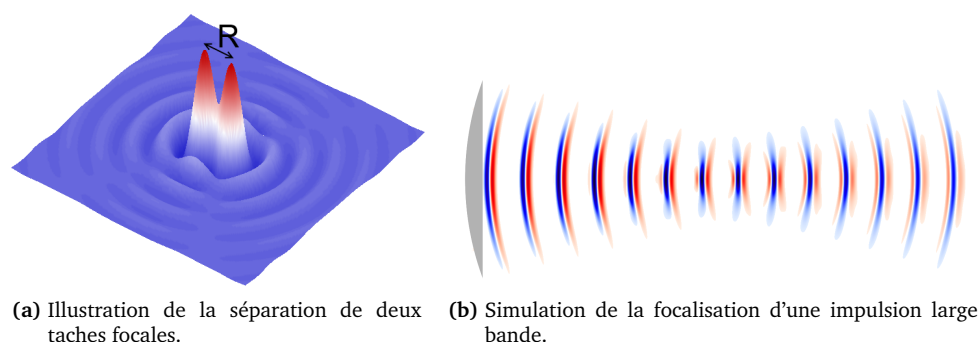 R
(a) Illustration de la séparation de deux
taches focales.
(b) Simulation de la focalisation d'une impulsion large
bande.